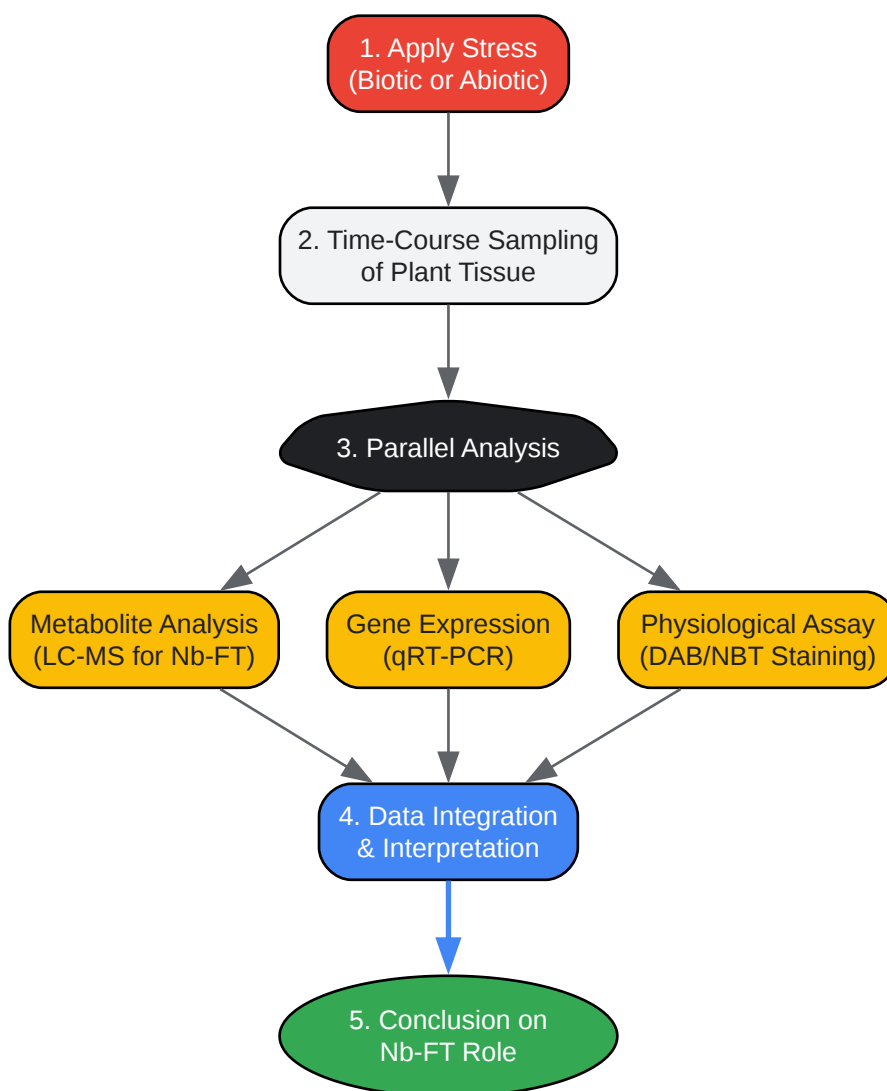 1. Apply Stress
(Biotic or Abiotic)
2. Time-Course Sampling
of Plant Tissue
3. Parallel Analysis
Metabolite Analysis
(LC-MS for Nb-FT)
Gene Expression
(qRT-PCR)
Physiological Assay
(DAB/NBT Staining)
4. Data Integration
& Interpretation
5. Conclusion on
Nb-FT Role